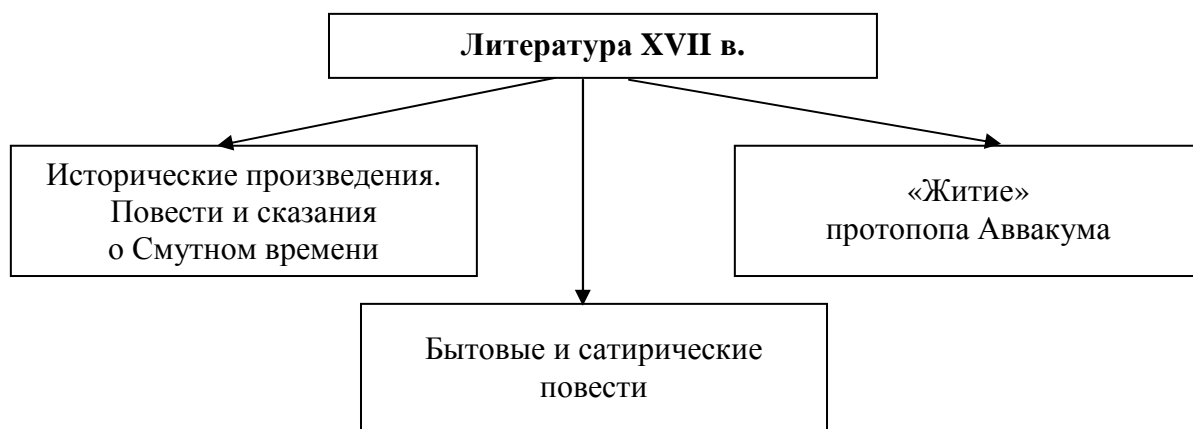 Литература XVII в.
Исторические произведения.
Повести и сказания
о Смутном времени
Бытовые и сатирические
повести
«Житие»
протопопа Аввакума